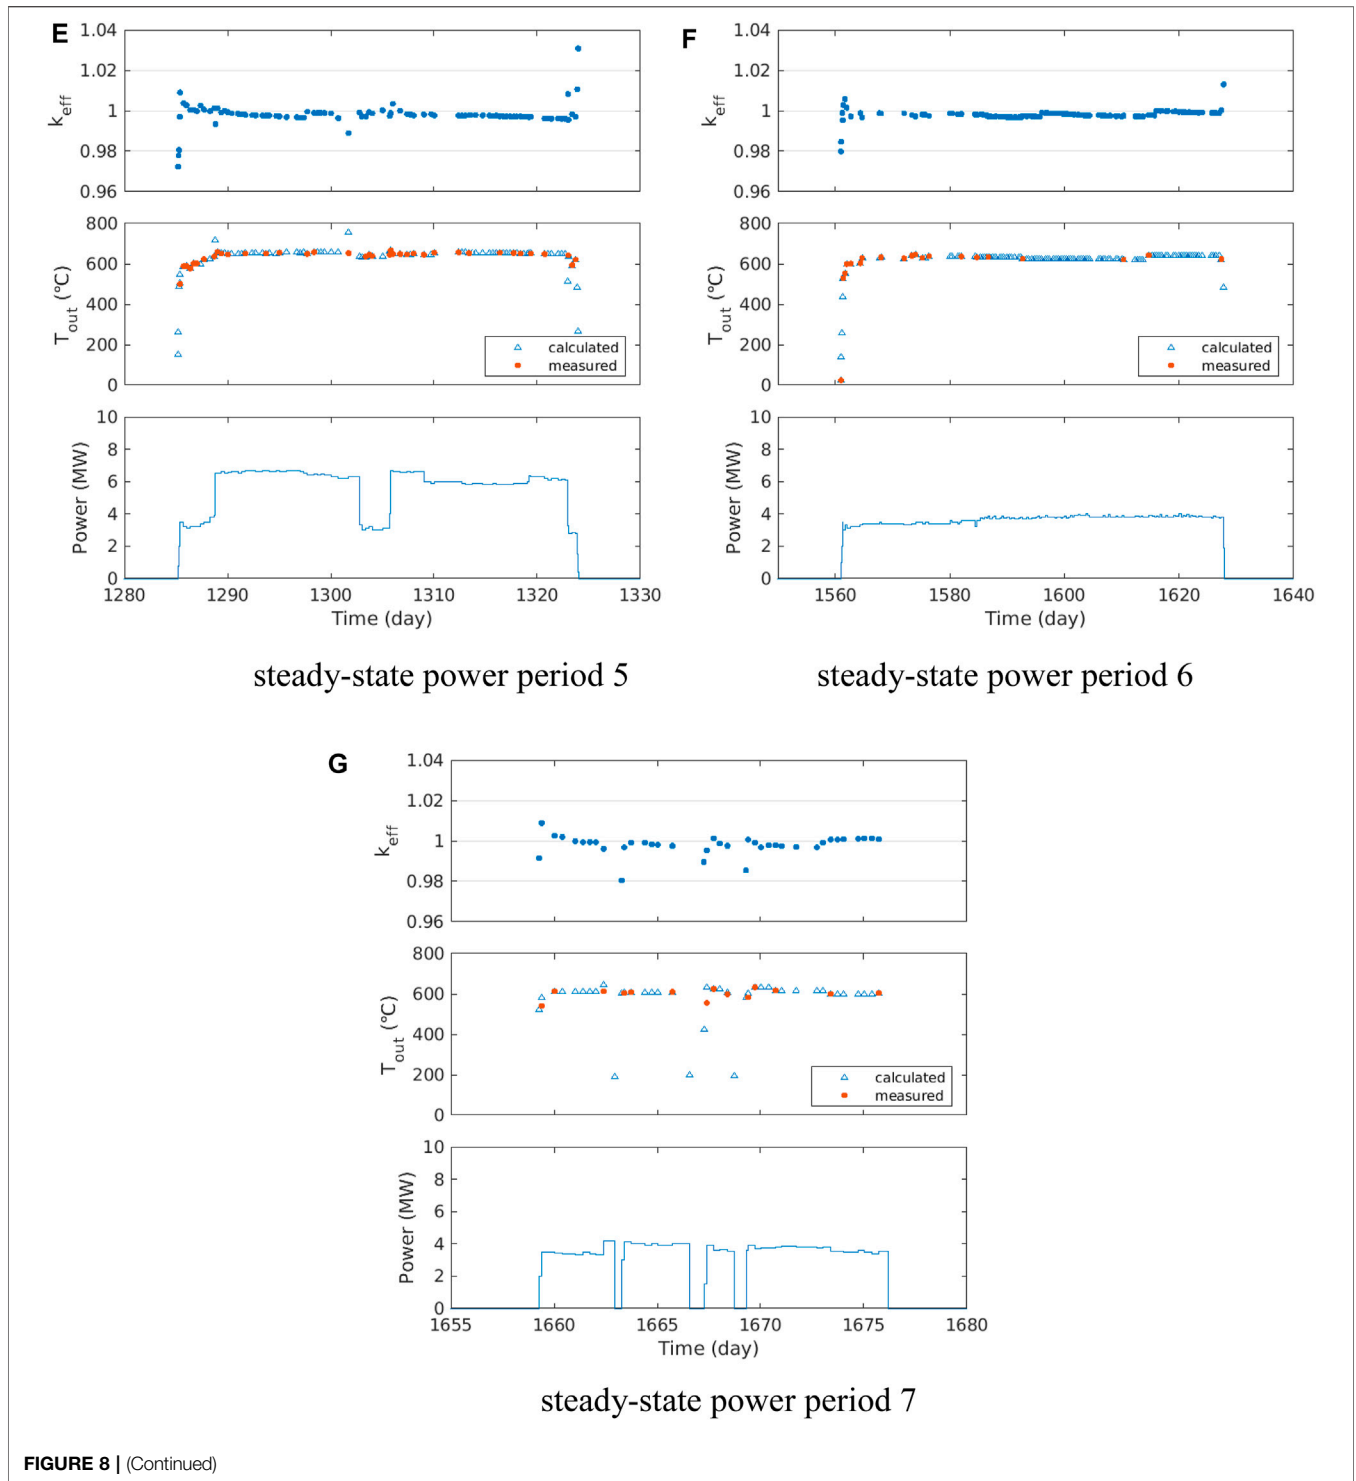 E
1.04
1.02
1
0.98
0.96
k_eff
800
600
400
200
0
T_out (°C)
calculated
measured
10
8
6
4
2
0
Power (MW)
1280 1290 1300 1310 1320 1330
Time (day)
steady-state power period 5
F
1.04
1.02
1
0.98
0.96
k_eff
800
600
400
200
0
T_out (°C)
calculated
measured
10
8
6
4
2
0
Power (MW)
1560 1580 1600 1620 1640
Time (day)
steady-state power period 6
G
1.04
1.02
1
0.98
0.96
k_eff
800
600
400
200
0
T_out (°C)
calculated
measured
10
8
6
4
2
0
Power (MW)
1655 1660 1665 1670 1675 1680
Time (day)
steady-state power period 7
FIGURE 8 | (Continued)